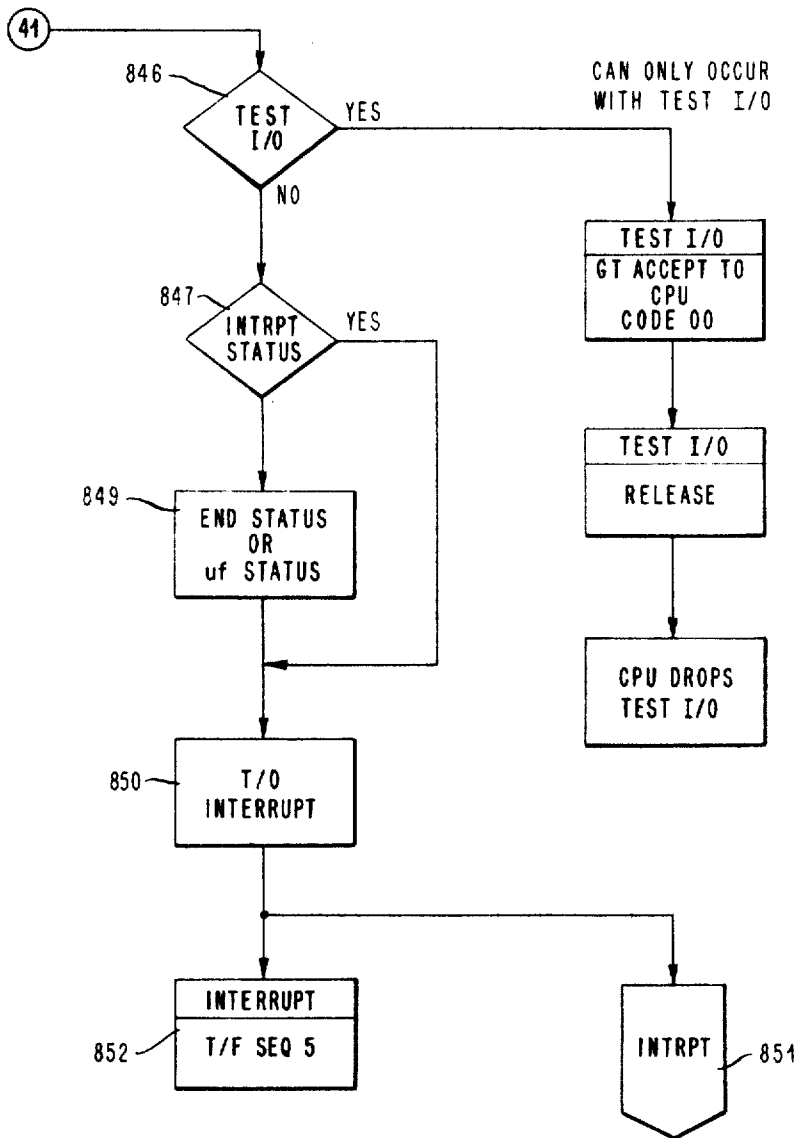 41
846
TEST
I/O
YES
NO
CAN ONLY OCCUR
WITH TEST I/O
TEST I/O
GT ACCEPT TO
CPU
CODE 00
847
INTRPT
STATUS
YES
TEST I/O
RELEASE
849
END STATUS
OR
uf STATUS
CPU DROPS
TEST I/O
850
T/O
INTERRUPT
INTERRUPT
T/F SEQ 5
852
INTRPT
851